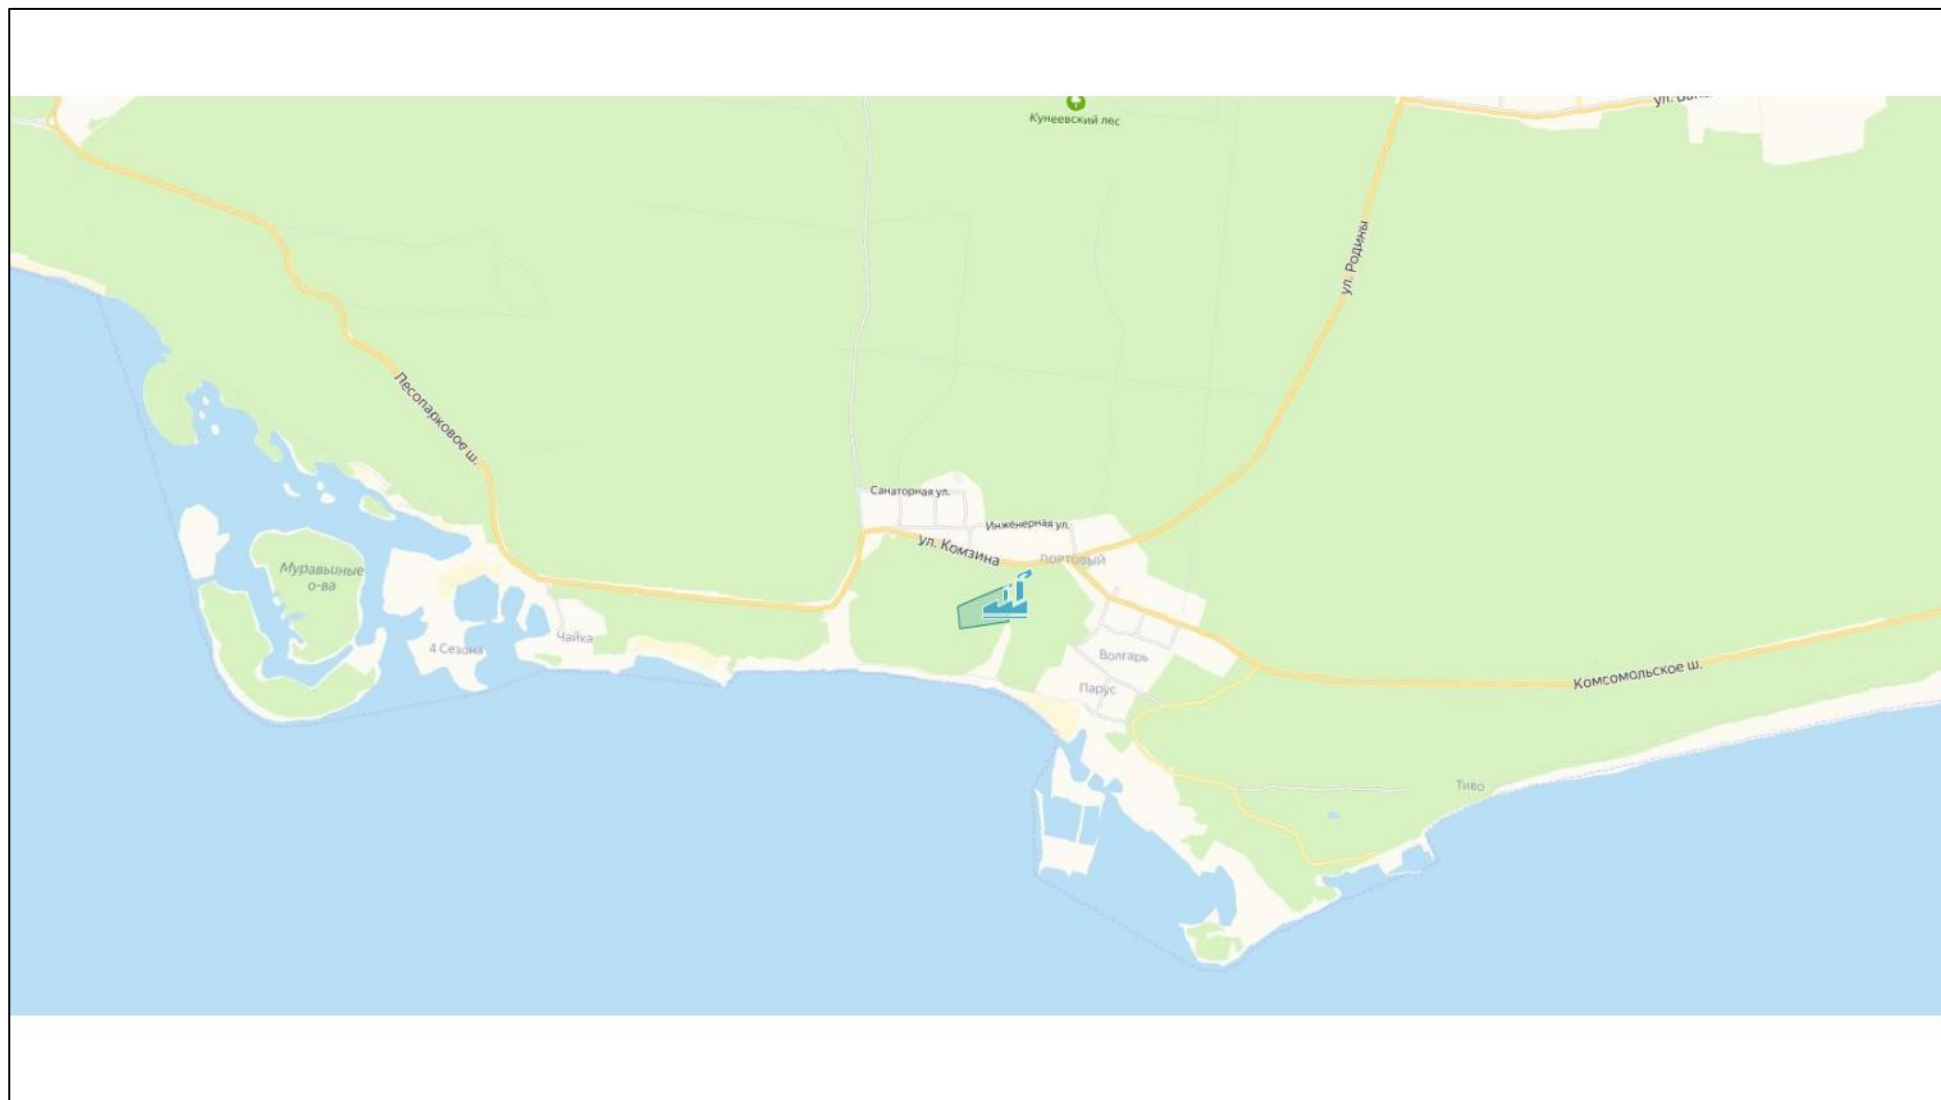 Кунеевский лес
ул. Родины
Лесопарковое ш.
Санаторная ул.
Инженерная ул.
ул. Комзина
ПОРТОВЫЙ
Муравьиные
о-ва
Чайка
4 Сезона
Волгарь
Парус
Комсомольское ш.
Тиво